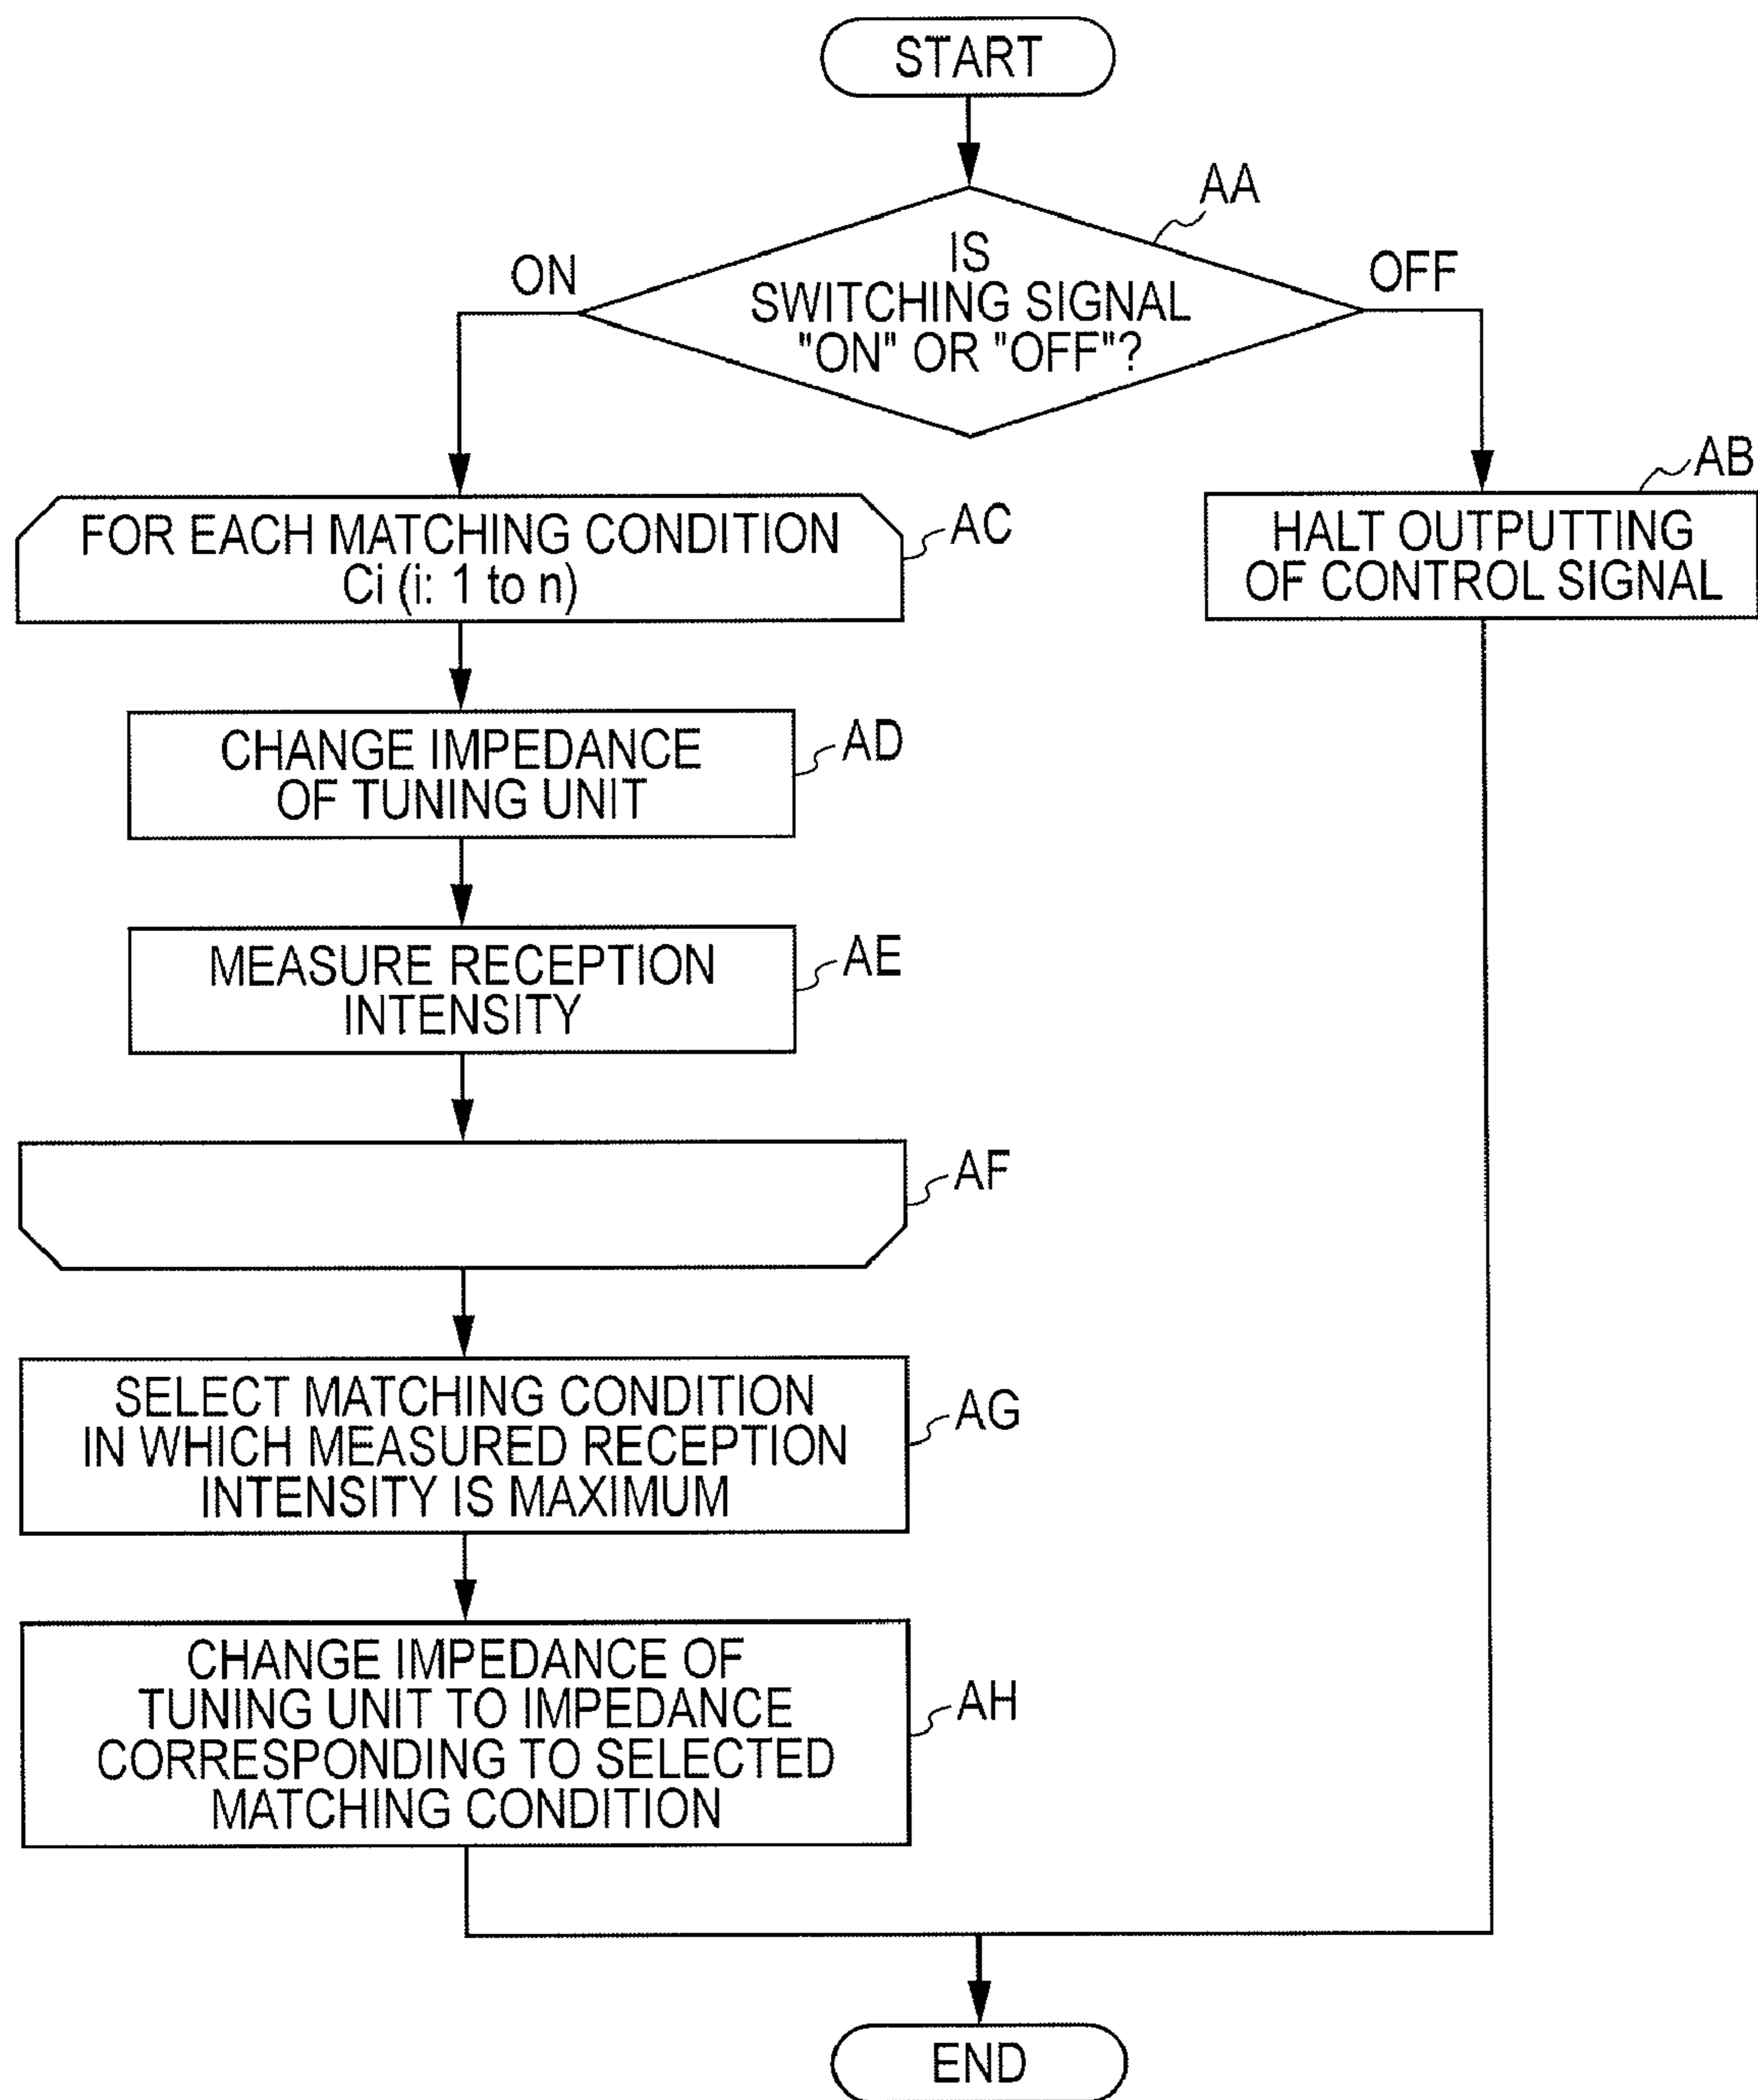 START
AA
IS
SWITCHING SIGNAL
"ON" OR "OFF"?
ON
OFF
AB
HALT OUTPUTTING
OF CONTROL SIGNAL
FOR EACH MATCHING CONDITION
Ci (i: 1 to n)
AC
CHANGE IMPEDANCE
OF TUNING UNIT
AD
MEASURE RECEPTION
INTENSITY
AE
AF
SELECT MATCHING CONDITION
IN WHICH MEASURED RECEPTION
INTENSITY IS MAXIMUM
AG
CHANGE IMPEDANCE OF
TUNING UNIT TO IMPEDANCE
CORRESPONDING TO SELECTED
MATCHING CONDITION
AH
END